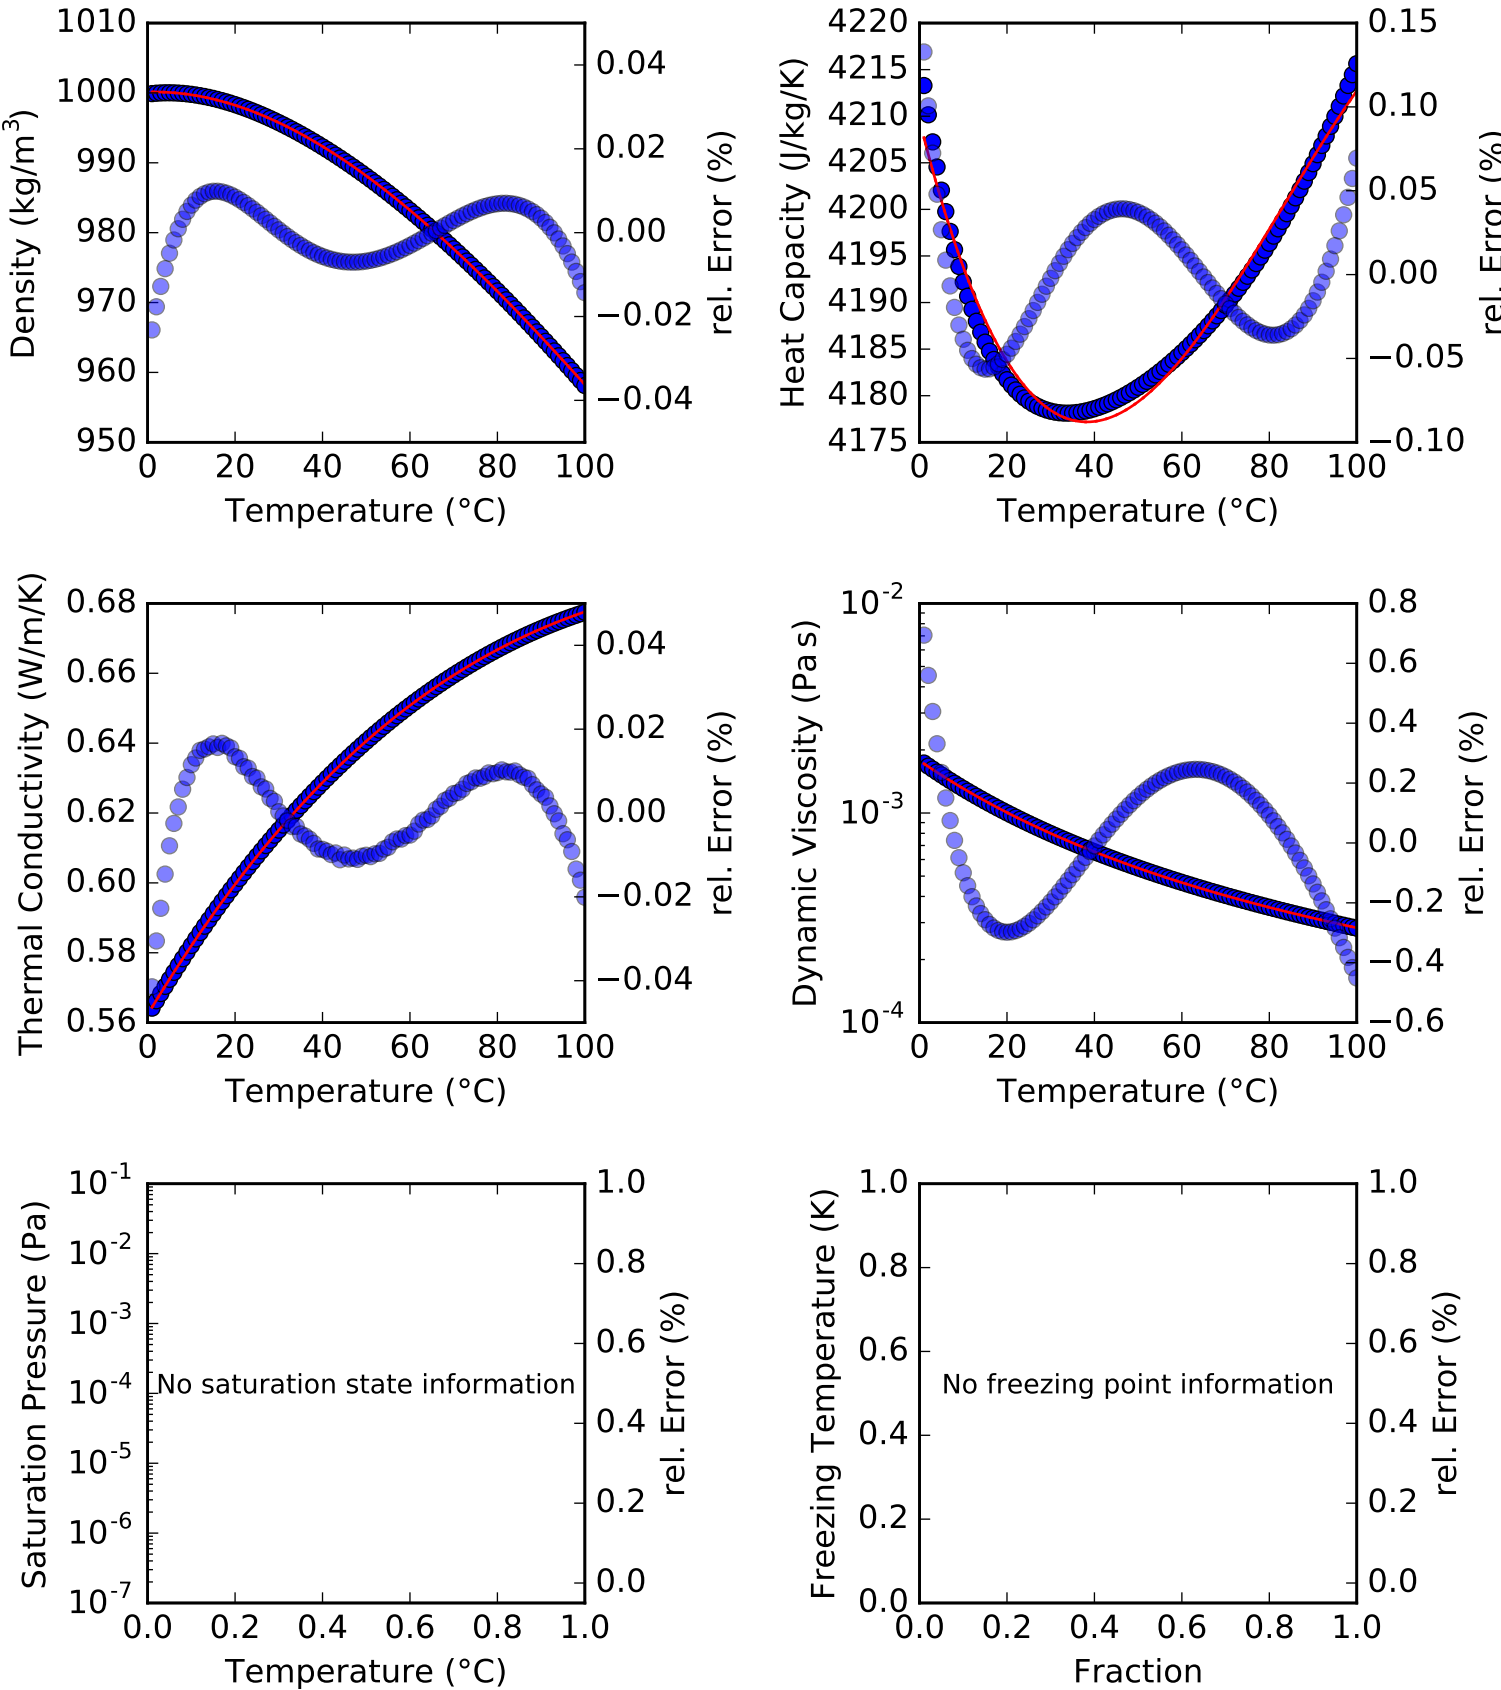 1010
1000
990
980
970
960
950
Density (kg/m³)
0.04
0.02
0.00
−0.02
−0.04
rel. Error (%)
0 20 40 60 80 100
Temperature (°C)
4220
4215
4210
4205
4200
4195
4190
4185
4180
4175
Heat Capacity (J/kg/K)
0.15
0.10
0.05
0.00
−0.05
−0.10
rel. Error (%)
0 20 40 60 80 100
Temperature (°C)
0.68
0.66
0.64
0.62
0.60
0.58
0.56
Thermal Conductivity (W/m/K)
0.04
0.02
0.00
−0.02
−0.04
rel. Error (%)
0 20 40 60 80 100
Temperature (°C)
10⁻²
10⁻³
10⁻⁴
Dynamic Viscosity (Pa s)
0.8
0.6
0.4
0.2
0.0
−0.2
−0.4
−0.6
rel. Error (%)
0 20 40 60 80 100
Temperature (°C)
10⁻¹
10⁻²
10⁻³
10⁻⁴
10⁻⁵
10⁻⁶
10⁻⁷
Saturation Pressure (Pa)
No saturation state information
1.0
0.8
0.6
0.4
0.2
0.0
rel. Error (%)
0.0 0.2 0.4 0.6 0.8 1.0
Temperature (°C)
1.0
0.8
0.6
0.4
0.2
0.0
Freezing Temperature (K)
No freezing point information
1.0
0.8
0.6
0.4
0.2
0.0
rel. Error (%)
0.0 0.2 0.4 0.6 0.8 1.0
Fraction